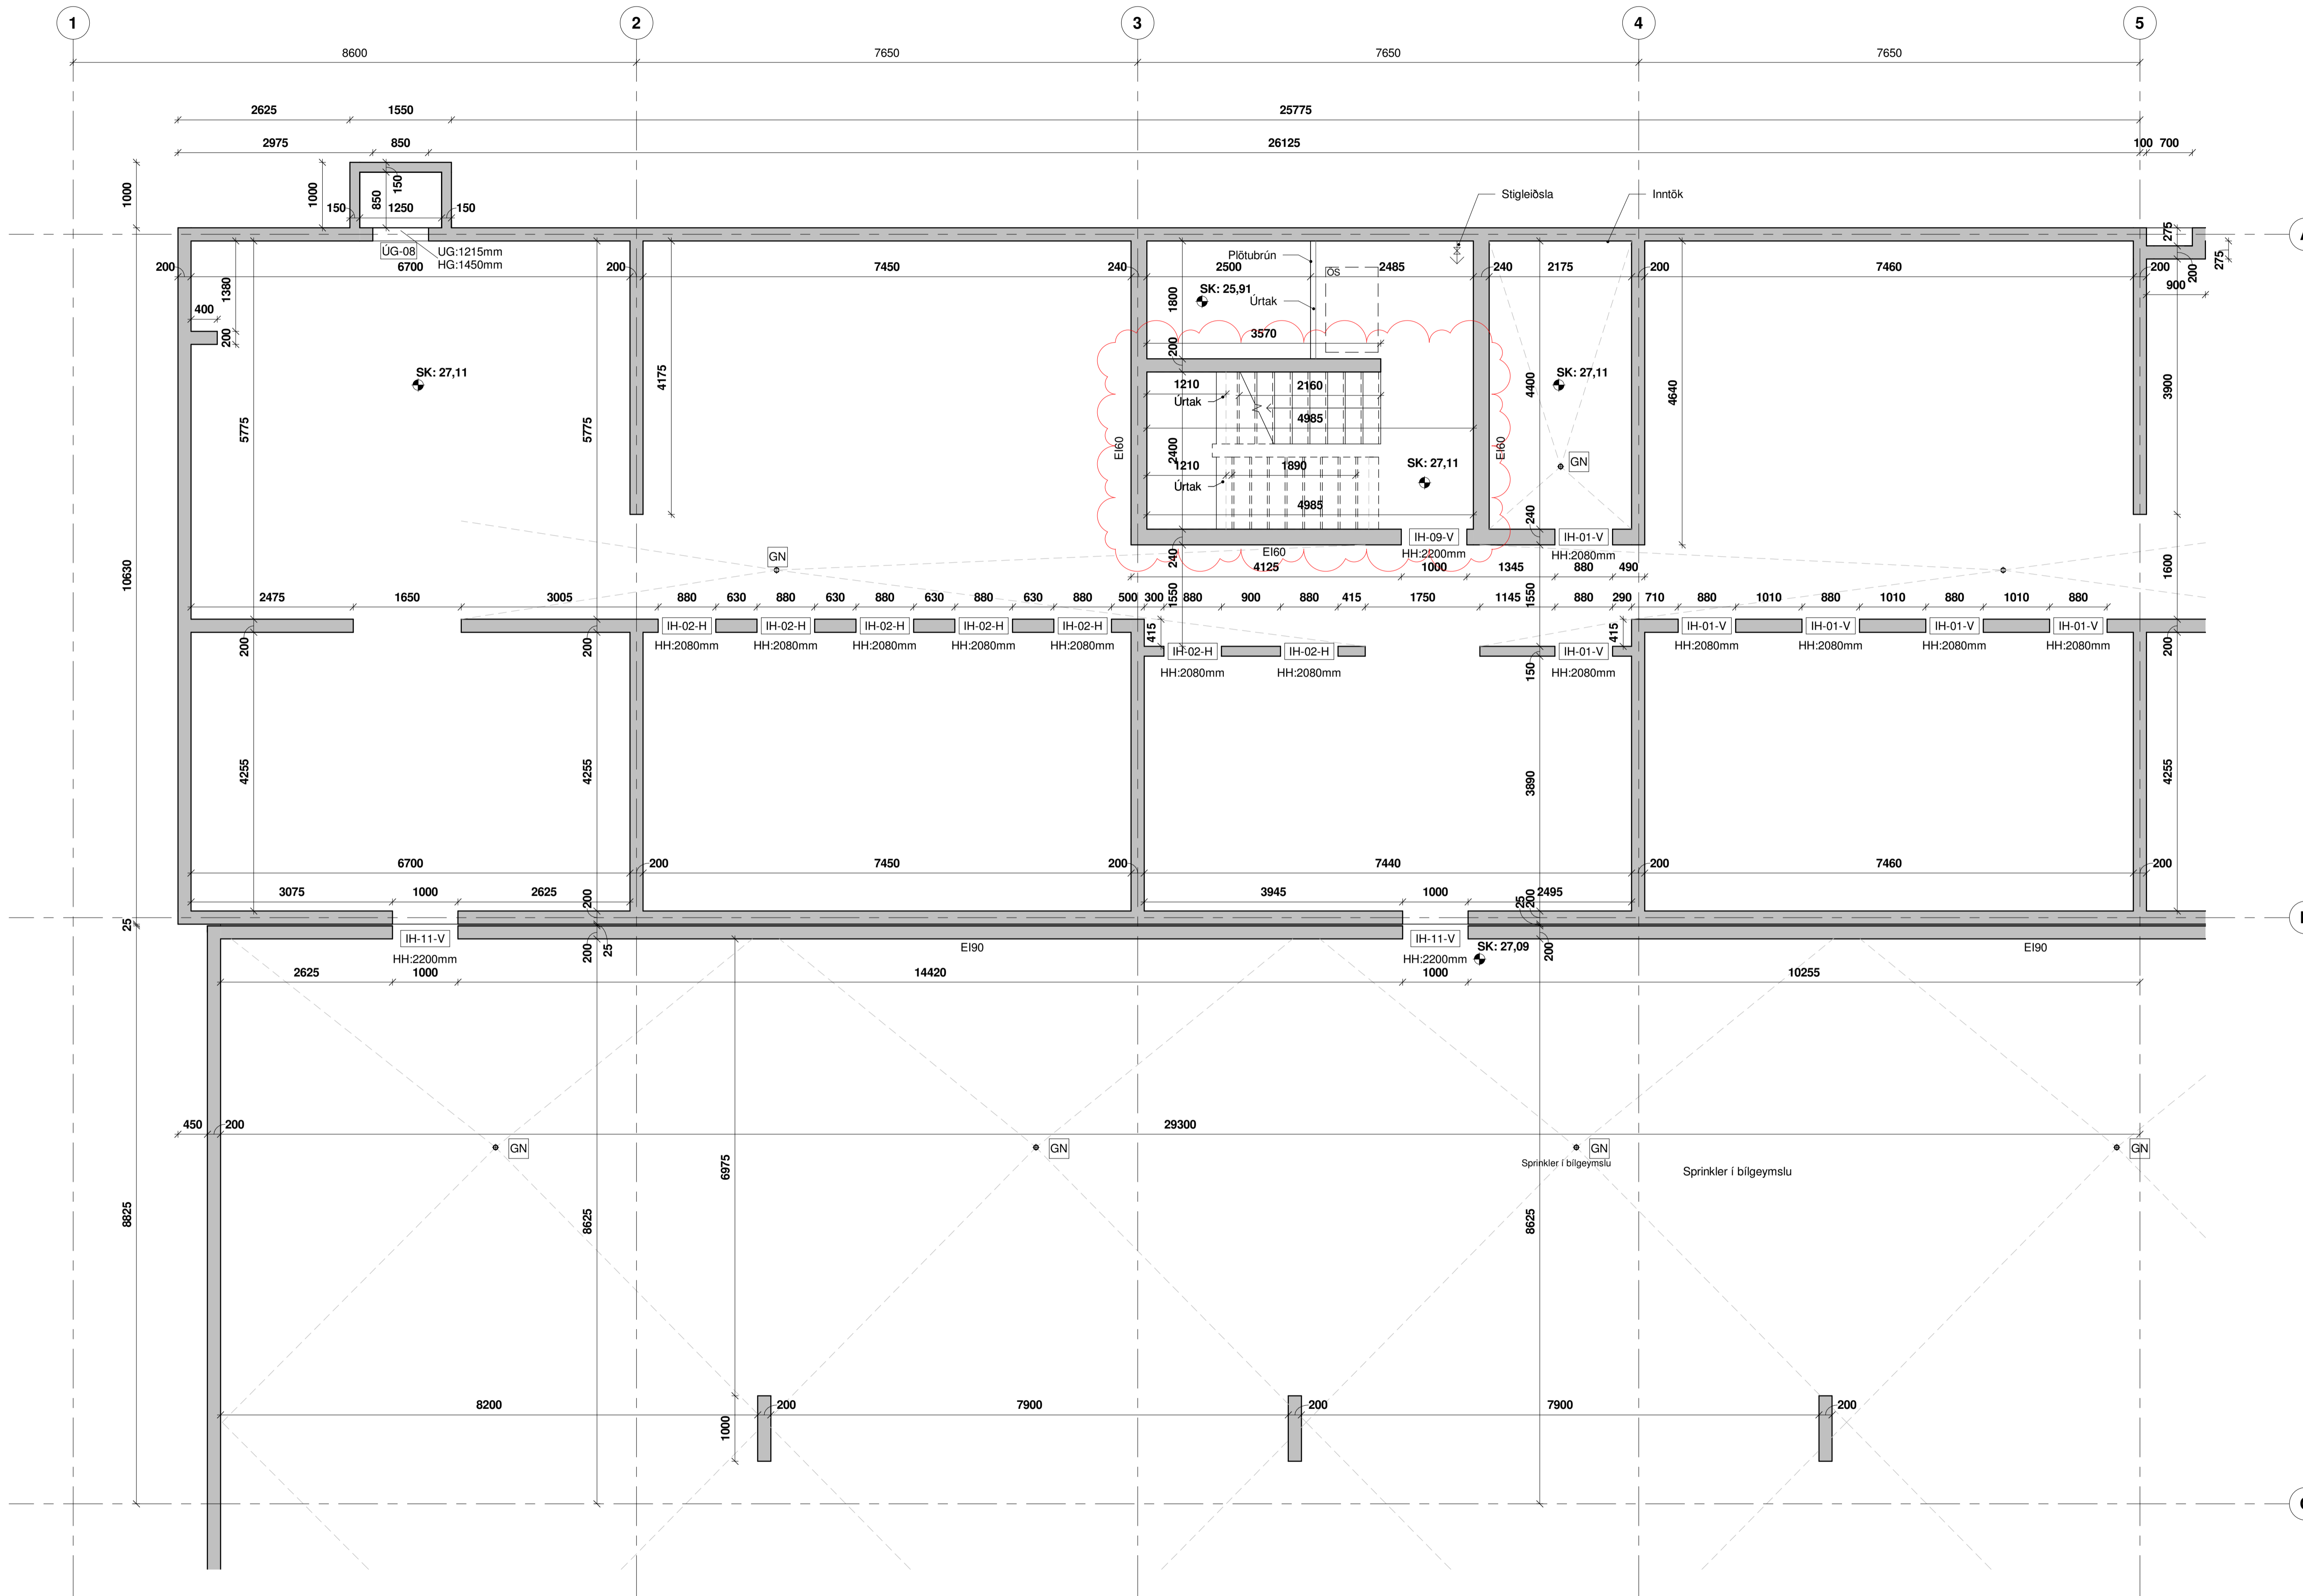 1 2 3 4 5
8600 7650 7650 7650
2625 1550 25775
2975 850 26125 100 700
1000 1000 850 150
150 1250 150
Stigleiðsla Inntök
A
ÚG-08 UG:1215mm
HG:1450mm
275 275 200
200 6700 200 7450 240 2500 2485 240 2175 200 7460 200
900
Plötubrún
ÓS
SK: 25,91
Úrtak
1380 400 200
1800
3570
200
SK: 27,11
SK: 27,11
4175 4400 4640 3900
1210 2160
Úrtak
4985
5775 5775
EI60 EI60
2400
1210 1890
SK: 27,11
GN
Úrtak
4985
240
240
IH-09-V IH-01-V
HH:2200mm HH:2080mm
EI60
GN
10630
4125 1000 1345 880 490
1550 1550 1600
2475 1650 3005 880 630 880 630 880 630 880 630 880 500 300 880 900 880 415 1750 1145 880 290 710 880 1010 880 1010 880 1010 880
IH-02-H IH-02-H IH-02-H IH-02-H IH-02-H
HH:2080mm HH:2080mm HH:2080mm HH:2080mm HH:2080mm
415 415
IH-02-H IH-02-H IH-01-V
HH:2080mm HH:2080mm HH:2080mm
IH-01-V IH-01-V IH-01-V IH-01-V
HH:2080mm HH:2080mm HH:2080mm HH:2080mm
200 200 150 200
4255 4255 3890 4255
6700 200 7450 200 7440 200 7460 200
3075 1000 2625 3945 1000 2495
200 25 200
25
IH-11-V IH-11-V
HH:2200mm HH:2200mm
SK: 27,09
200 25 200
EI90 EI90
2625 1000 14420 1000 10255
450 200 29300
GN GN GN GN
Sprinkler í bílgeymslu
Sprinkler í bílgeymslu
6975
8825 8625 8625
8200 200 7900 200 7900 200
1000